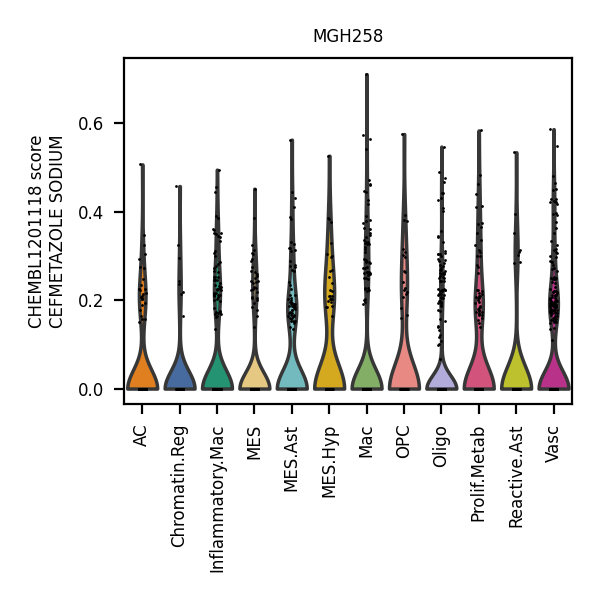 MGH258
CHEMBL1201118 score
CEFMETAZOLE SODIUM
0.6
0.4
0.2
0.0
AC
Chromatin.Reg
Inflammatory.Mac
MES
MES.Ast
MES.Hyp
Mac
OPC
Oligo
Prolif.Metab
Reactive.Ast
Vasc